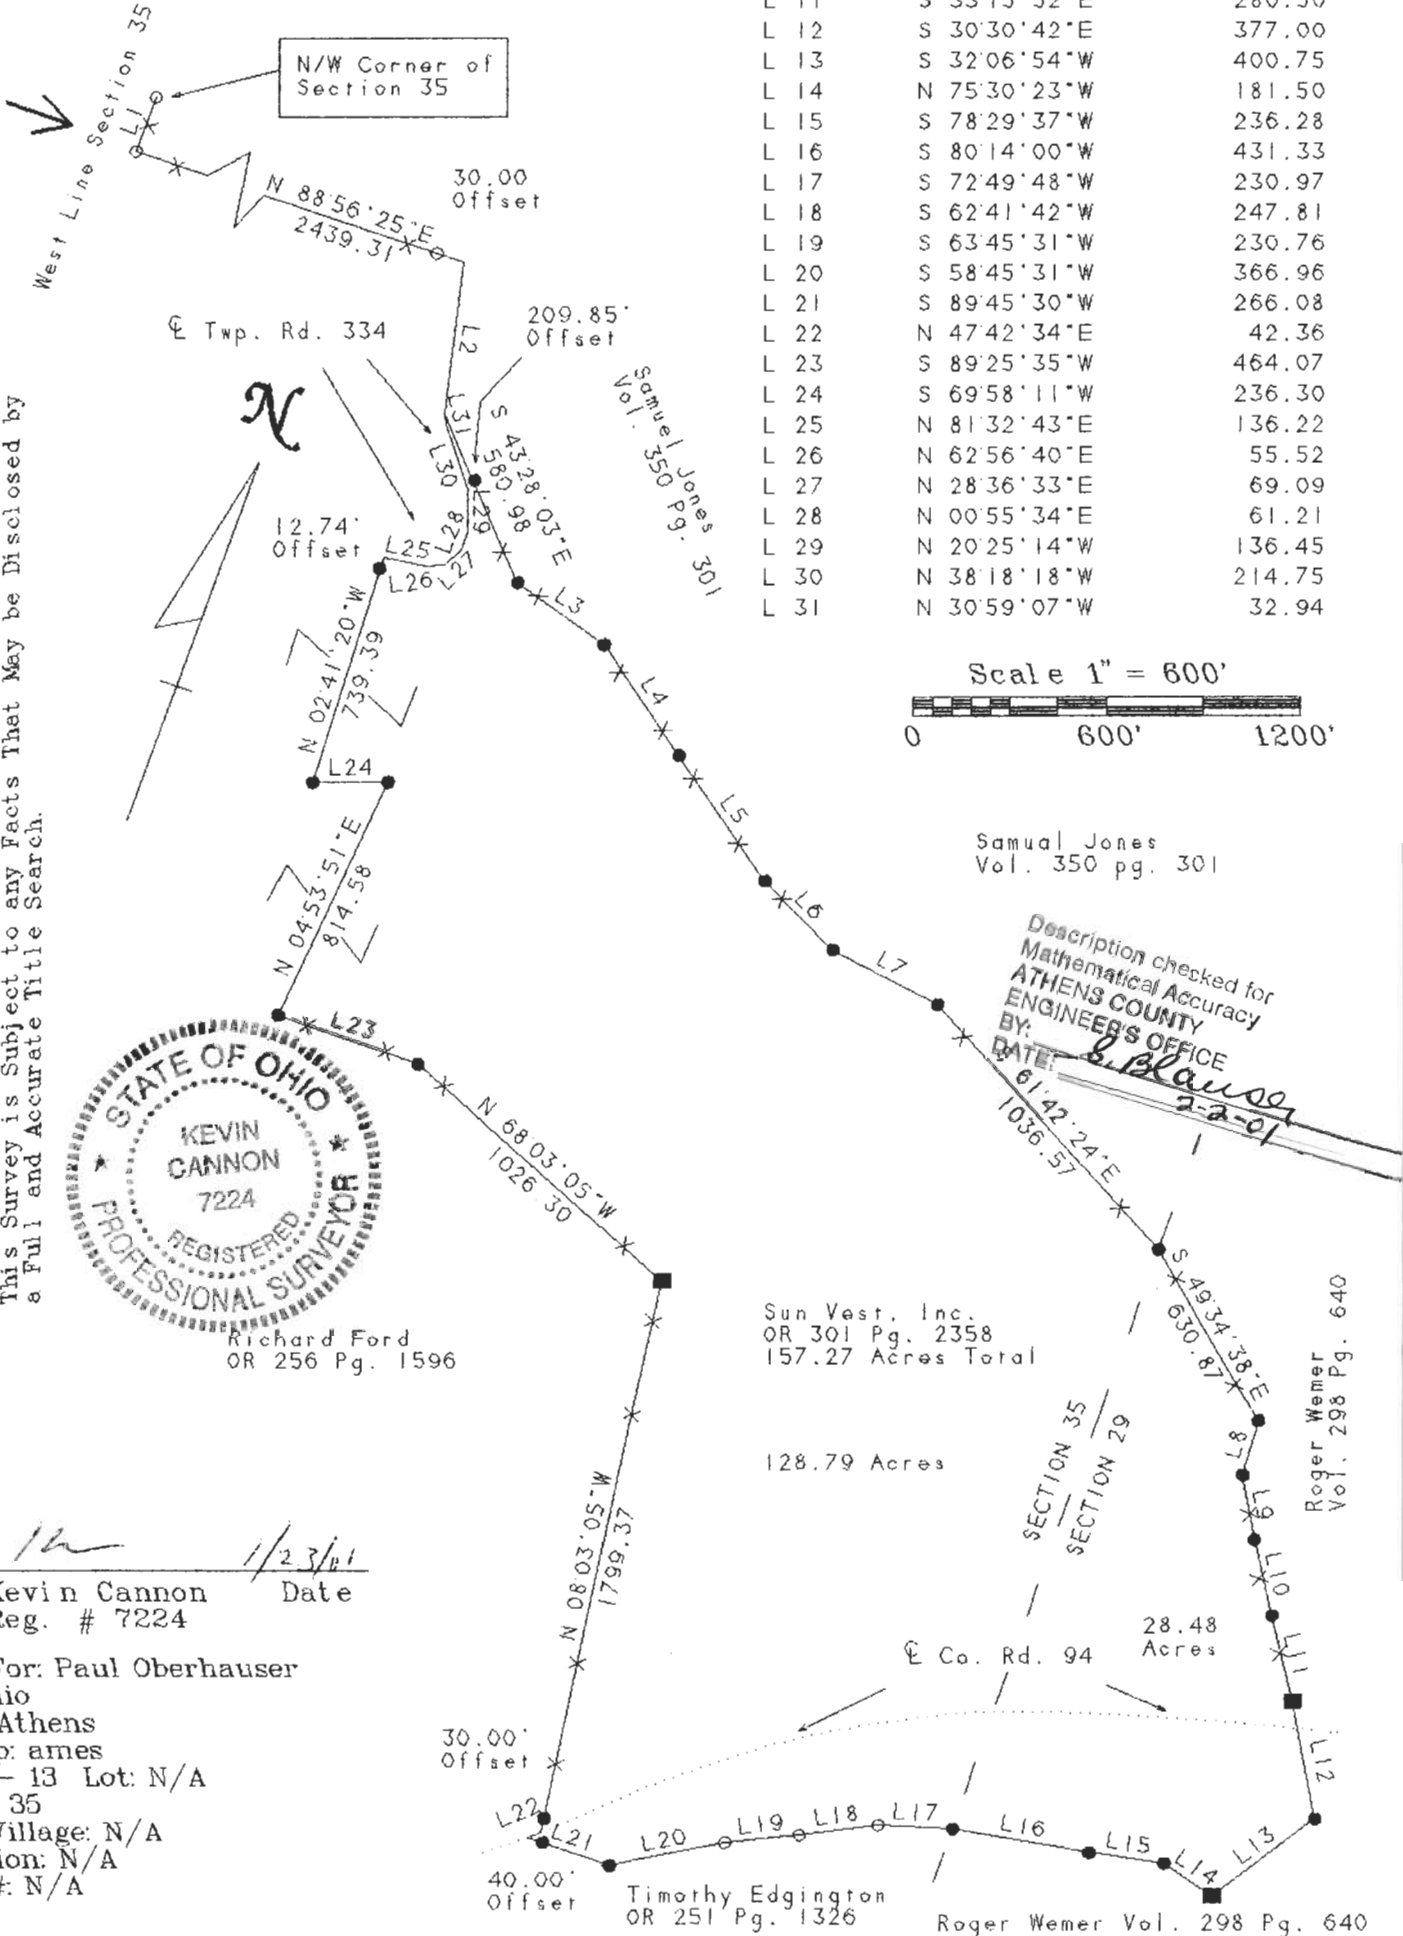 L 11 S 33°15'52"E 280.50
L 12 S 30°30'42"E 377.00
L 13 S 32°06'54"W 400.75
L 14 N 75°30'23"W 181.50
L 15 S 78°29'37"W 236.28
L 16 S 80°14'00"W 431.33
L 17 S 72°49'48"W 230.97
L 18 S 62°41'42"W 247.81
L 19 S 63°45'31"W 230.76
L 20 S 58°45'31"W 366.96
L 21 S 89°45'30"W 266.08
L 22 N 47°42'34"E 42.36
L 23 S 89°25'35"W 464.07
L 24 S 69°58'11"W 236.30
L 25 N 81°32'43"E 136.22
L 26 N 62°56'40"E 55.52
L 27 N 28°36'33"E 69.09
L 28 N 00°55'34"E 61.21
L 29 N 20°25'14"W 136.45
L 30 N 38°18'18"W 214.75
L 31 N 30°59'07"W 32.94
Scale 1" = 600'
0 600' 1200'
West Line Section 35
N/W Corner of
Section 35
L1
N 88°56'25"E
2439.31
30.00
Offset
℄ Twp. Rd. 334
209.85'
Offset
L2
L31
L30
S 43°28'03"E
580.98
L29
L28
L27
L26
L25
Samuel Jones
Vol. 350 Pg. 301
N
12.74'
Offset
N 02°41'20"W
739.39
L24
N 04°53'51"E
814.58
L3
L4
L5
L6
L7
Samual Jones
Vol. 350 pg. 301
Description checked for
Mathematical Accuracy
ATHENS COUNTY
ENGINEER'S OFFICE
BY: S. Blauser
DATE: 2-2-01
61°42'24"E
1036.57
This Survey is Subject to any Facts That May be Disclosed by
a Full and Accurate Title Search.
L23
STATE OF OHIO
KEVIN
CANNON
7224
REGISTERED
PROFESSIONAL SURVEYOR
N 68°03'05"W
1026.30
Richard Ford
OR 256 Pg. 1596
Sun Vest, Inc.
OR 301 Pg. 2358
157.27 Acres Total
128.79 Acres
S 49°34'38"E
630.87
Roger Wemer
Vol. 298 Pg. 640
SECTION 35
SECTION 29
L8
L9
L10
L11
L12
N 08°03'05"W
1799.37
℄ Co. Rd. 94
28.48
Acres
1/23/01
Kevin Cannon Date
Reg. # 7224
For: Paul Oberhauser
hio
Athens
p: ames
- 13 Lot: N/A
35
Village: N/A
ion: N/A
#: N/A
30.00'
Offset
L22
L21
L20
L19
L18
L17
L16
L15
L14
L13
40.00'
Offset
Timothy Edgington
OR 251 Pg. 1326
Roger Wemer Vol. 298 Pg. 640